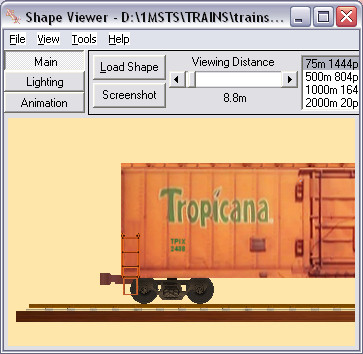 Shape Viewer - D:\1MSTS\TRAINS\trains...
File View Tools Help
Main
Lighting
Animation
Load Shape
Screenshot
Viewing Distance
8.8m
75m 1444p
500m 804p
1000m 164
2000m 20p
Tropicana
TPIX
2408